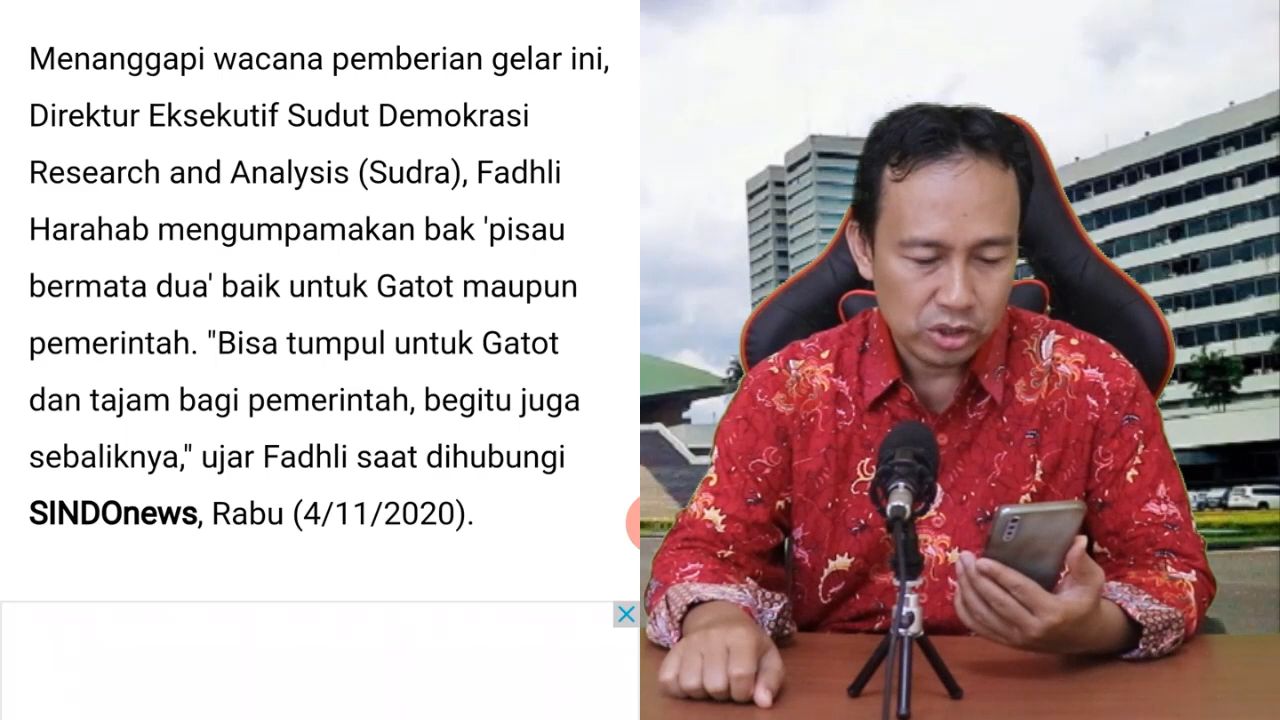 Menanggapi wacana pemberian gelar ini,
Direktur Eksekutif Sudut Demokrasi
Research and Analysis (Sudra), Fadhli
Harahab mengumpamakan bak 'pisau
bermata dua' baik untuk Gatot maupun
pemerintah. "Bisa tumpul untuk Gatot
dan tajam bagi pemerintah, begitu juga
sebaliknya," ujar Fadhli saat dihubungi
SINDOnews, Rabu (4/11/2020).